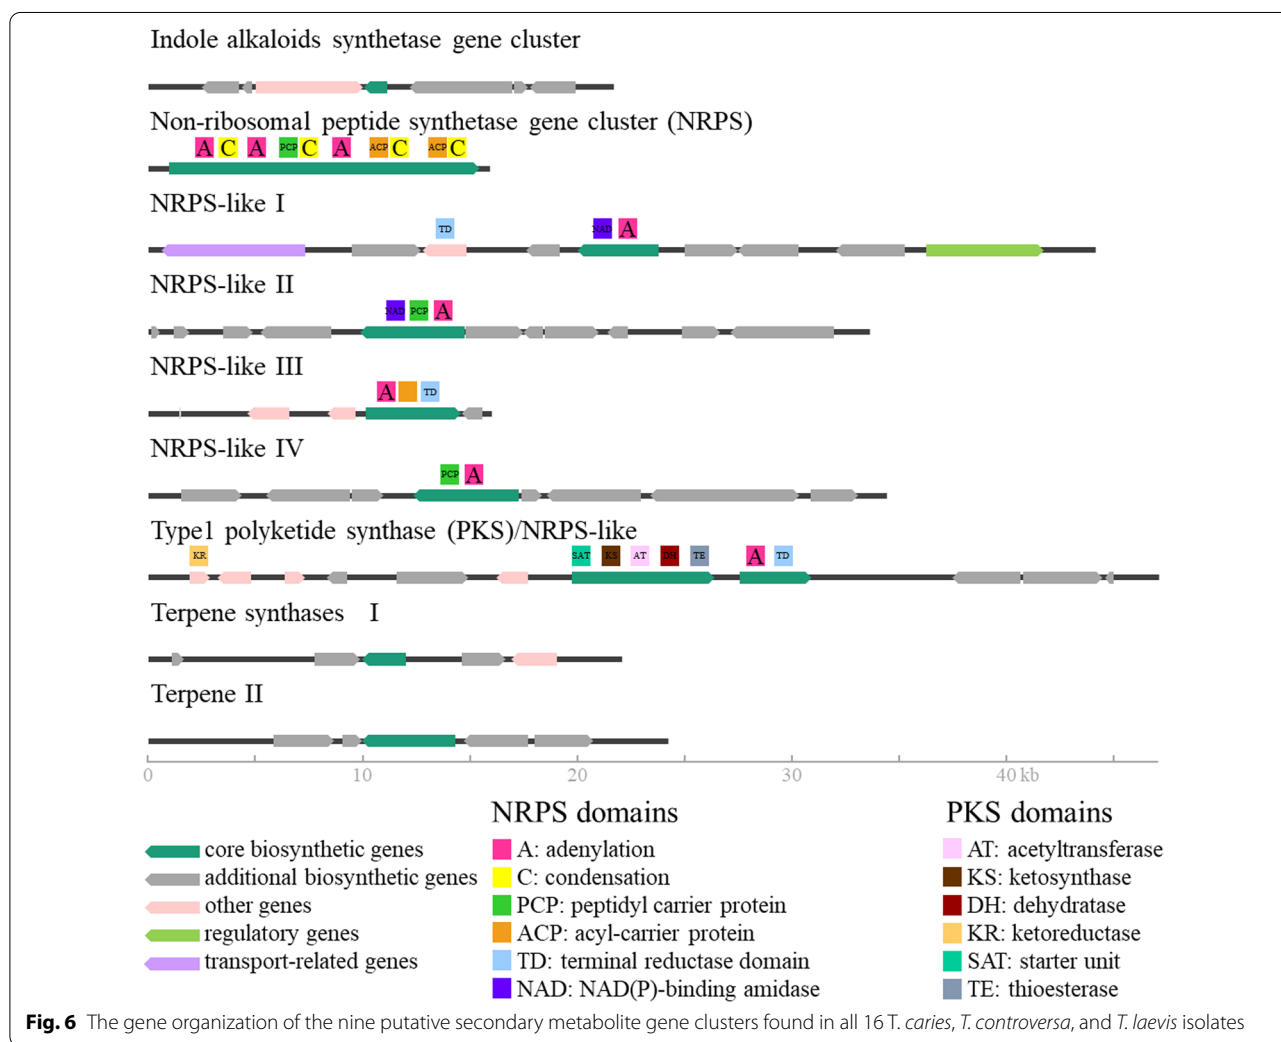 Indole alkaloids synthetase gene cluster
Non-ribosomal peptide synthetase gene cluster (NRPS)
A C A PCP C A ACP C ACP C
NRPS-like I
TD NAD A
NRPS-like II
NAD PCP A
NRPS-like III
A TD
NRPS-like IV
PCP A
Type1 polyketide synthase (PKS)/NRPS-like
KR SAT KS AT DH TE A TD
Terpene synthases I
Terpene II
0 10 20 30 40 kb
NRPS domains PKS domains
core biosynthetic genes A: adenylation AT: acetyltransferase
additional biosynthetic genes C: condensation KS: ketosynthase
other genes PCP: peptidyl carrier protein DH: dehydratase
regulatory genes ACP: acyl-carrier protein KR: ketoreductase
transport-related genes TD: terminal reductase domain SAT: starter unit
NAD: NAD(P)-binding amidase TE: thioesterase
Fig. 6 The gene organization of the nine putative secondary metabolite gene clusters found in all 16 T. caries, T. controversa, and T. laevis isolates